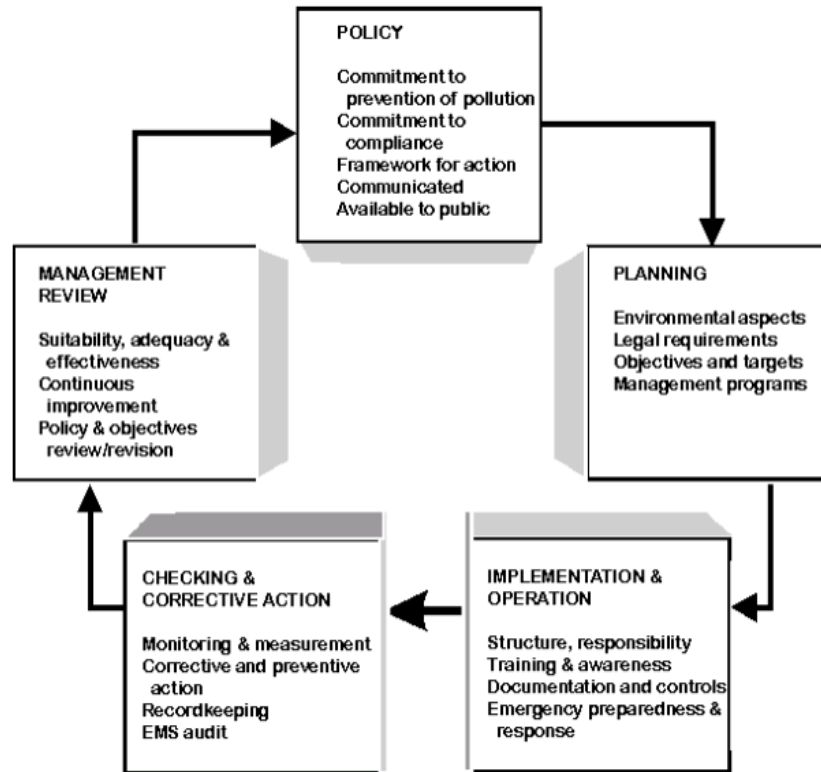 POLICY
Commitment to
prevention of pollution
Commitment to
compliance
Framework for action
Communicated
Available to public
MANAGEMENT
REVIEW
Suitability, adequacy &
effectiveness
Continuous
improvement
Policy & objectives
review/revision
PLANNING
Environmental aspects
Legal requirements
Objectives and targets
Management programs
CHECKING &
CORRECTIVE ACTION
Monitoring & measurement
Corrective and preventive
action
Recordkeeping
EMS audit
IMPLEMENTATION &
OPERATION
Structure, responsibility
Training & awareness
Documentation and controls
Emergency preparedness &
response